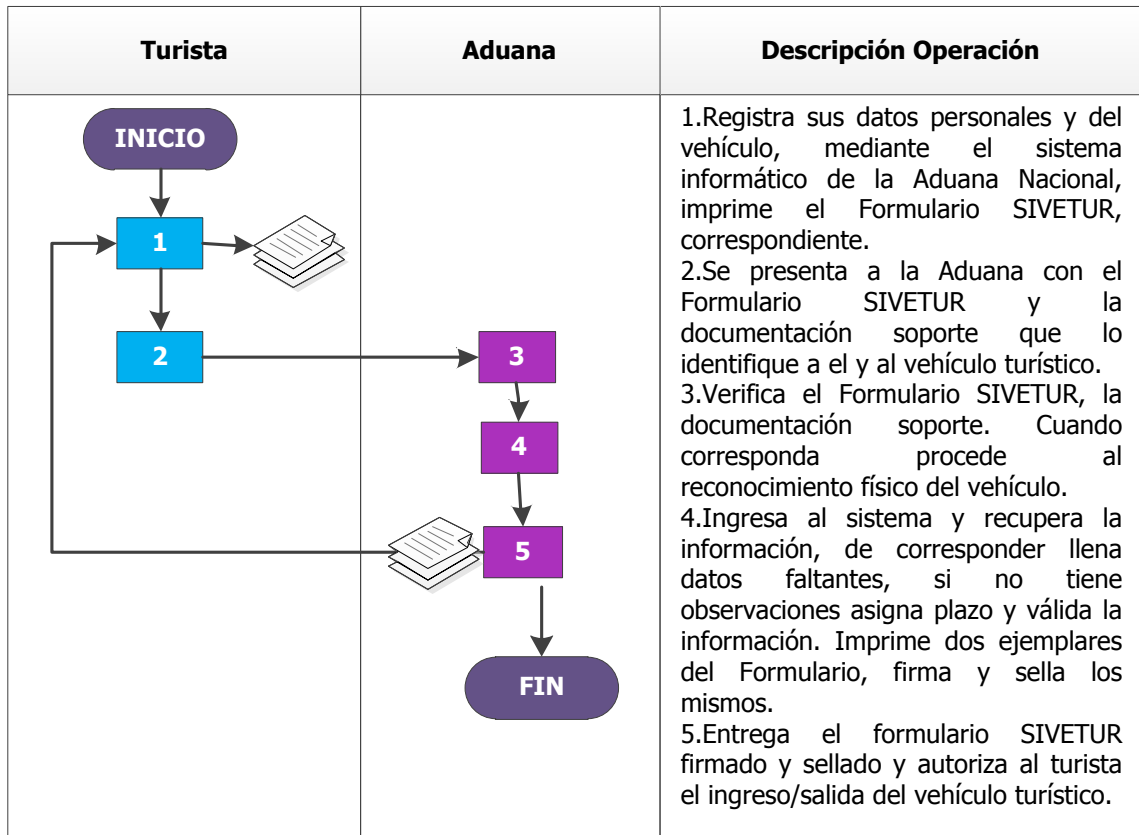 Turista
Aduana
Descripción Operación
INICIO
1
2
3
4
5
FIN
1.Registra sus datos personales y del
vehículo, mediante el sistema
informático de la Aduana Nacional,
imprime el Formulario SIVETUR,
correspondiente.
2.Se presenta a la Aduana con el
Formulario SIVETUR y la
documentación soporte que lo
identifique a el y al vehículo turístico.
3.Verifica el Formulario SIVETUR, la
documentación soporte. Cuando
corresponda procede al
reconocimiento físico del vehículo.
4.Ingresa al sistema y recupera la
información, de corresponder llena
datos faltantes, si no tiene
observaciones asigna plazo y válida la
información. Imprime dos ejemplares
del Formulario, firma y sella los
mismos.
5.Entrega el formulario SIVETUR
firmado y sellado y autoriza al turista
el ingreso/salida del vehículo turístico.